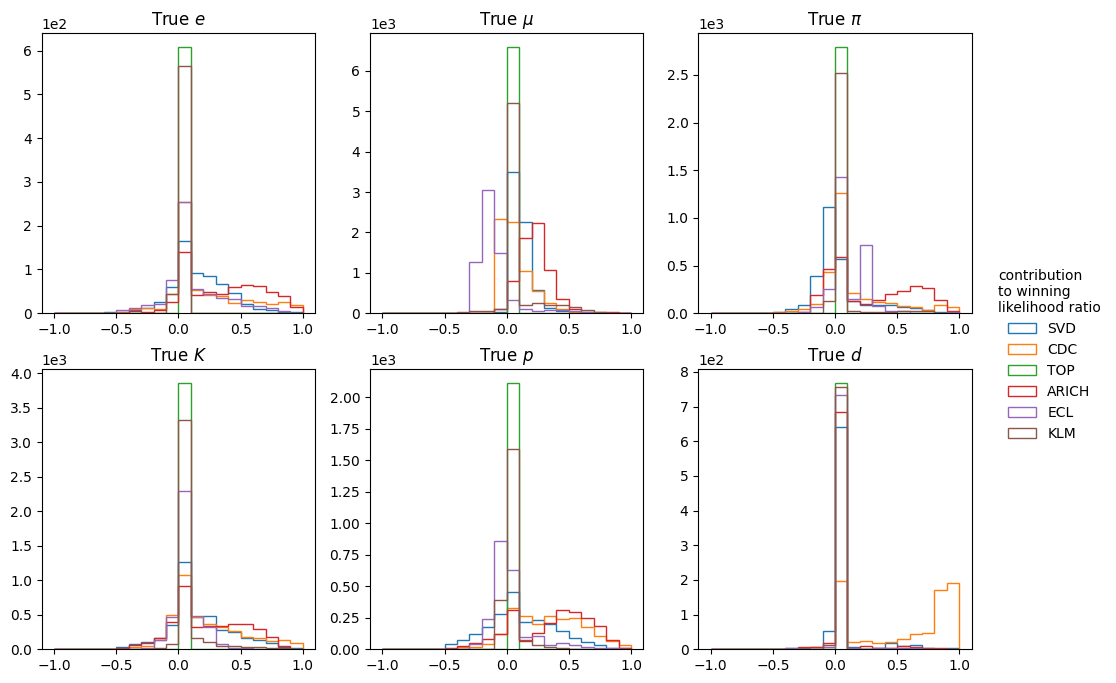 True e
1e2
6
5
4
3
2
1
0
−1.0 −0.5 0.0 0.5 1.0
True μ
1e3
6
5
4
3
2
1
0
−1.0 −0.5 0.0 0.5 1.0
True π
1e3
2.5
2.0
1.5
1.0
0.5
0.0
−1.0 −0.5 0.0 0.5 1.0
True K
1e3
4.0
3.5
3.0
2.5
2.0
1.5
1.0
0.5
0.0
−1.0 −0.5 0.0 0.5 1.0
True p
1e3
2.00
1.75
1.50
1.25
1.00
0.75
0.50
0.25
0.00
−1.0 −0.5 0.0 0.5 1.0
True d
1e2
8
7
6
5
4
3
2
1
0
−1.0 −0.5 0.0 0.5 1.0
contribution
to winning
likelihood ratio
SVD
CDC
TOP
ARICH
ECL
KLM